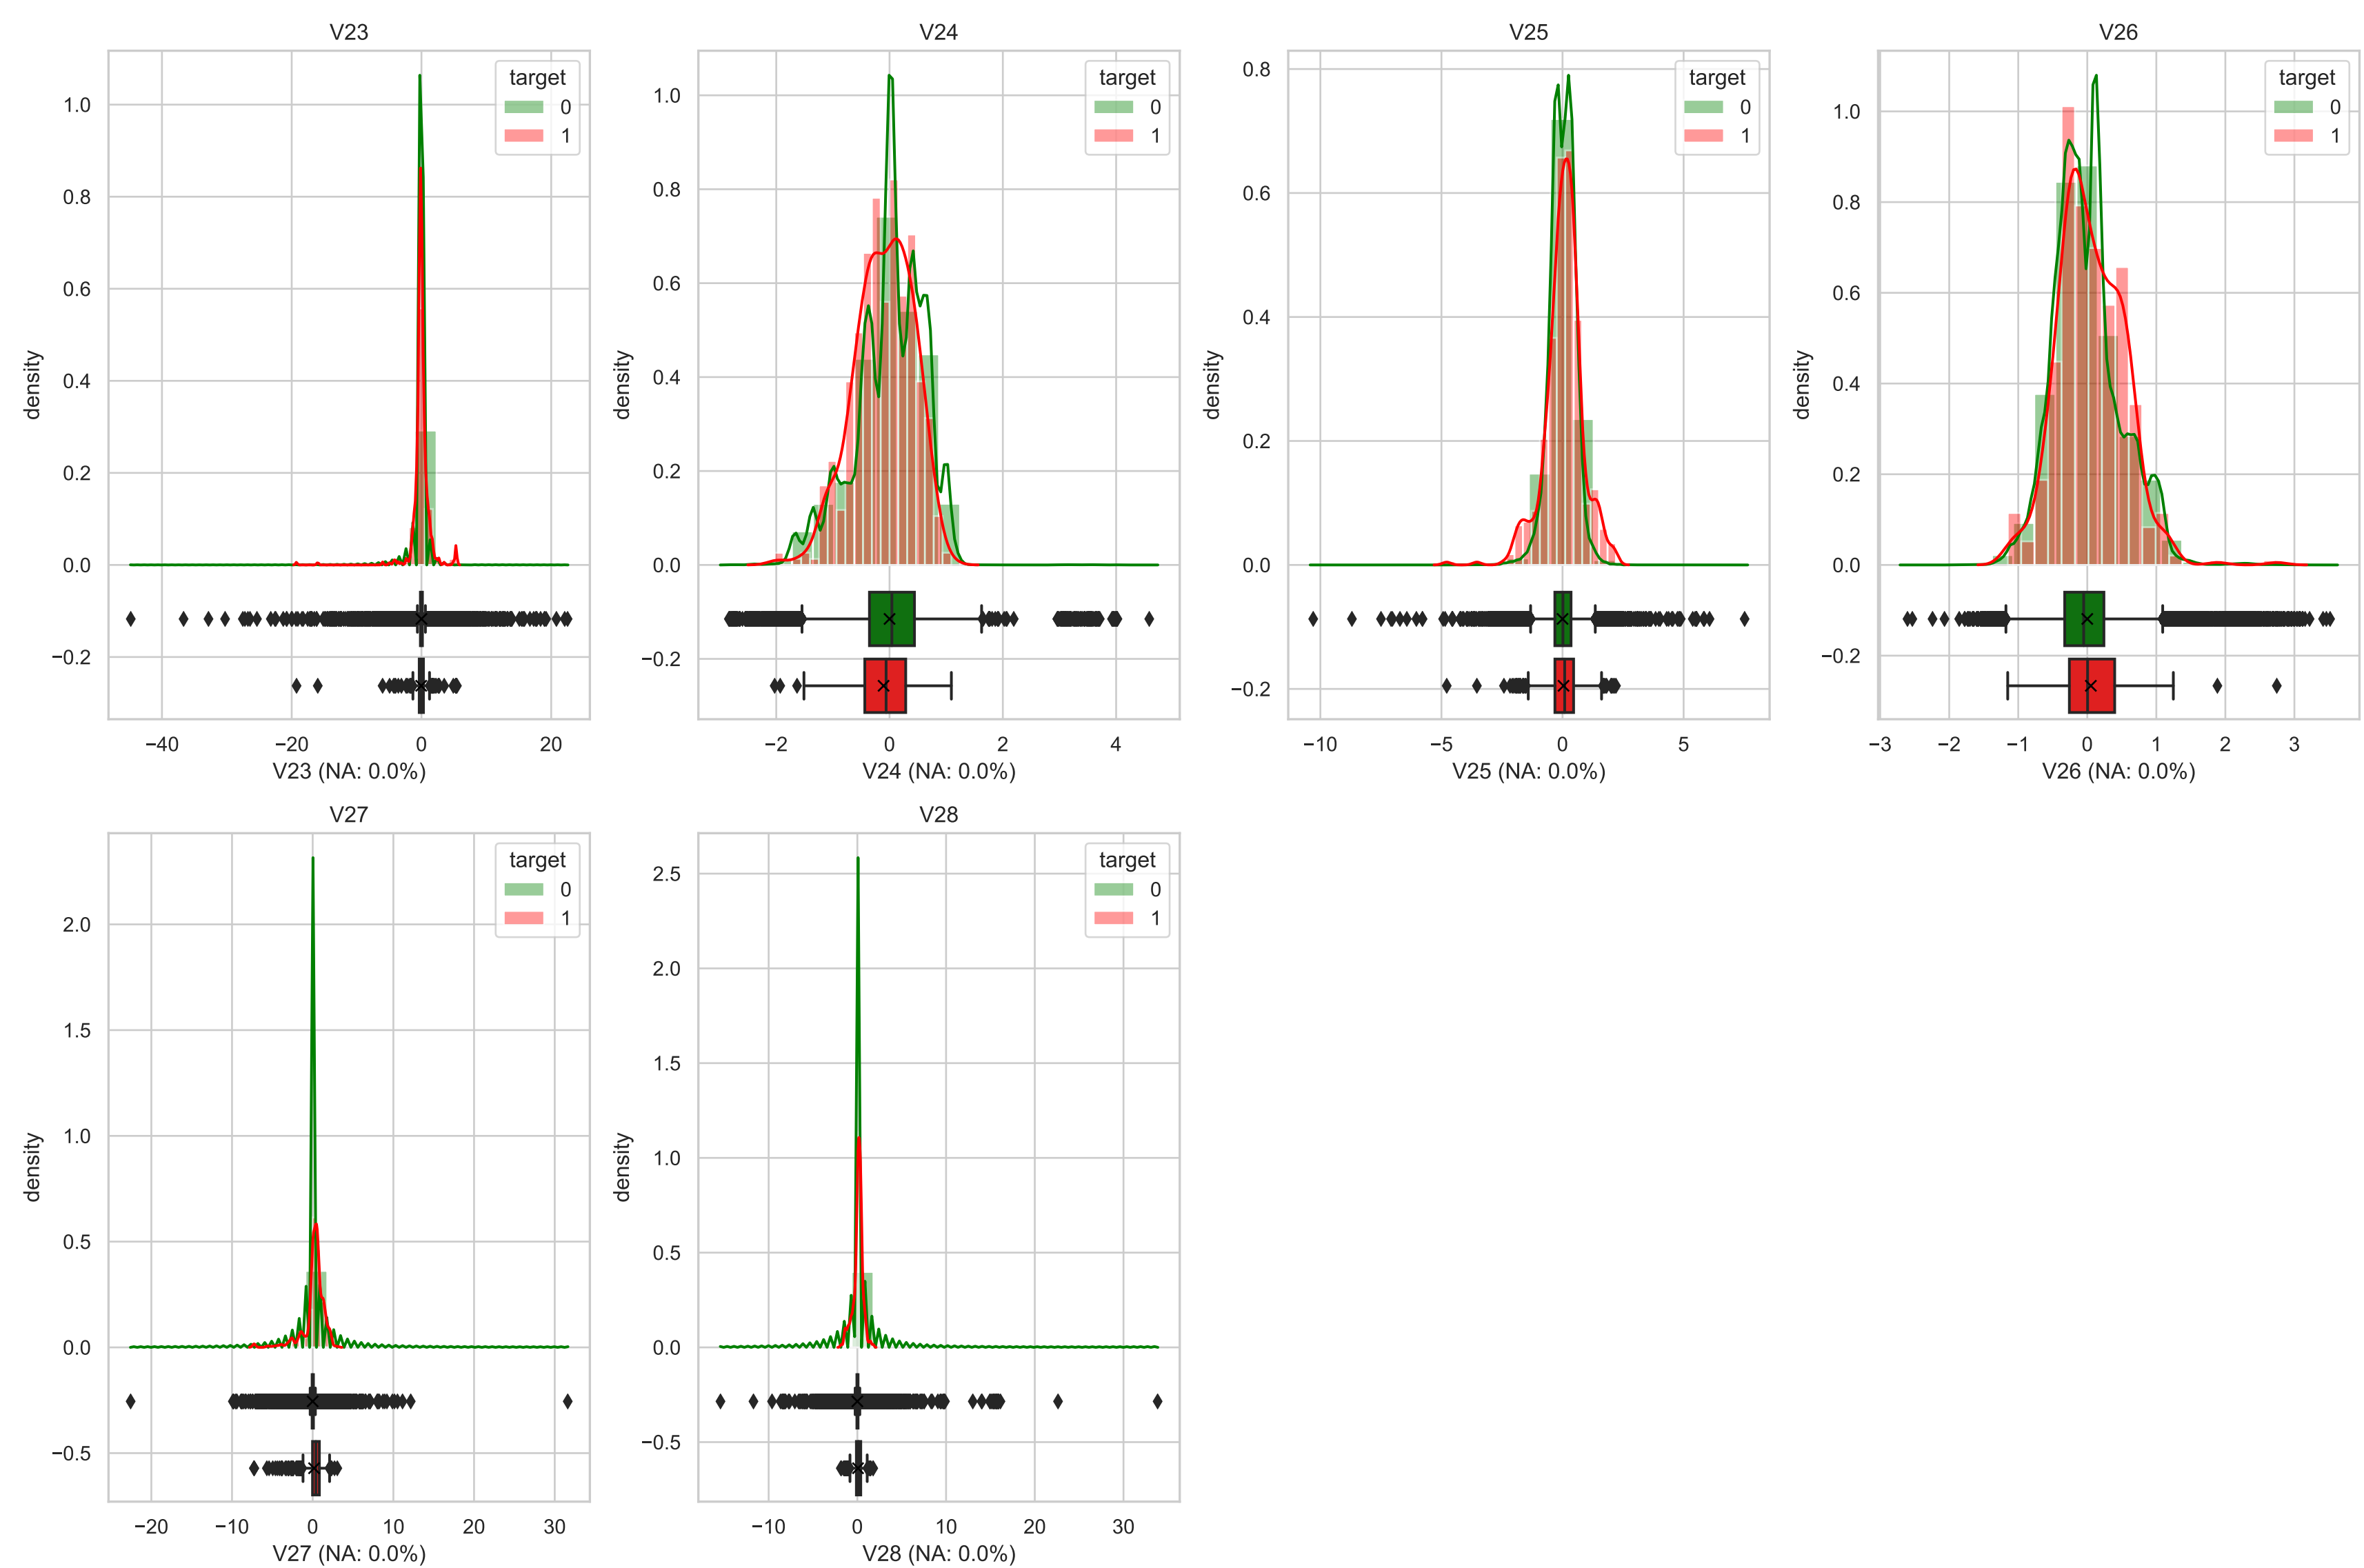 V23
target
0
1
density
1.0
0.8
0.6
0.4
0.2
0.0
−0.2
−40 −20 0 20
V23 (NA: 0.0%)
V24
target
0
1
density
1.0
0.8
0.6
0.4
0.2
0.0
−0.2
−2 0 2 4
V24 (NA: 0.0%)
V25
target
0
1
density
0.8
0.6
0.4
0.2
0.0
−0.2
−10 −5 0 5
V25 (NA: 0.0%)
V26
target
0
1
density
1.0
0.8
0.6
0.4
0.2
0.0
−0.2
−3 −2 −1 0 1 2 3
V26 (NA: 0.0%)
V27
target
0
1
density
2.0
1.5
1.0
0.5
0.0
−0.5
−20 −10 0 10 20 30
V27 (NA: 0.0%)
V28
target
0
1
density
2.5
2.0
1.5
1.0
0.5
0.0
−0.5
−10 0 10 20 30
V28 (NA: 0.0%)